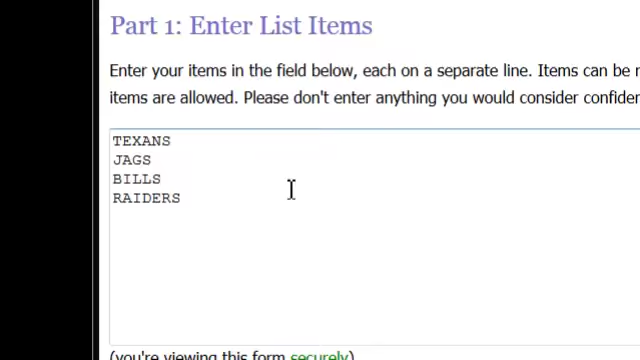 Part 1: Enter List Items
Enter your items in the field below, each on a separate line. Items can be
items are allowed. Please don't enter anything you would consider
TEXANS
JAGS
BILLS
RAIDERS
(you're viewing this form securely)